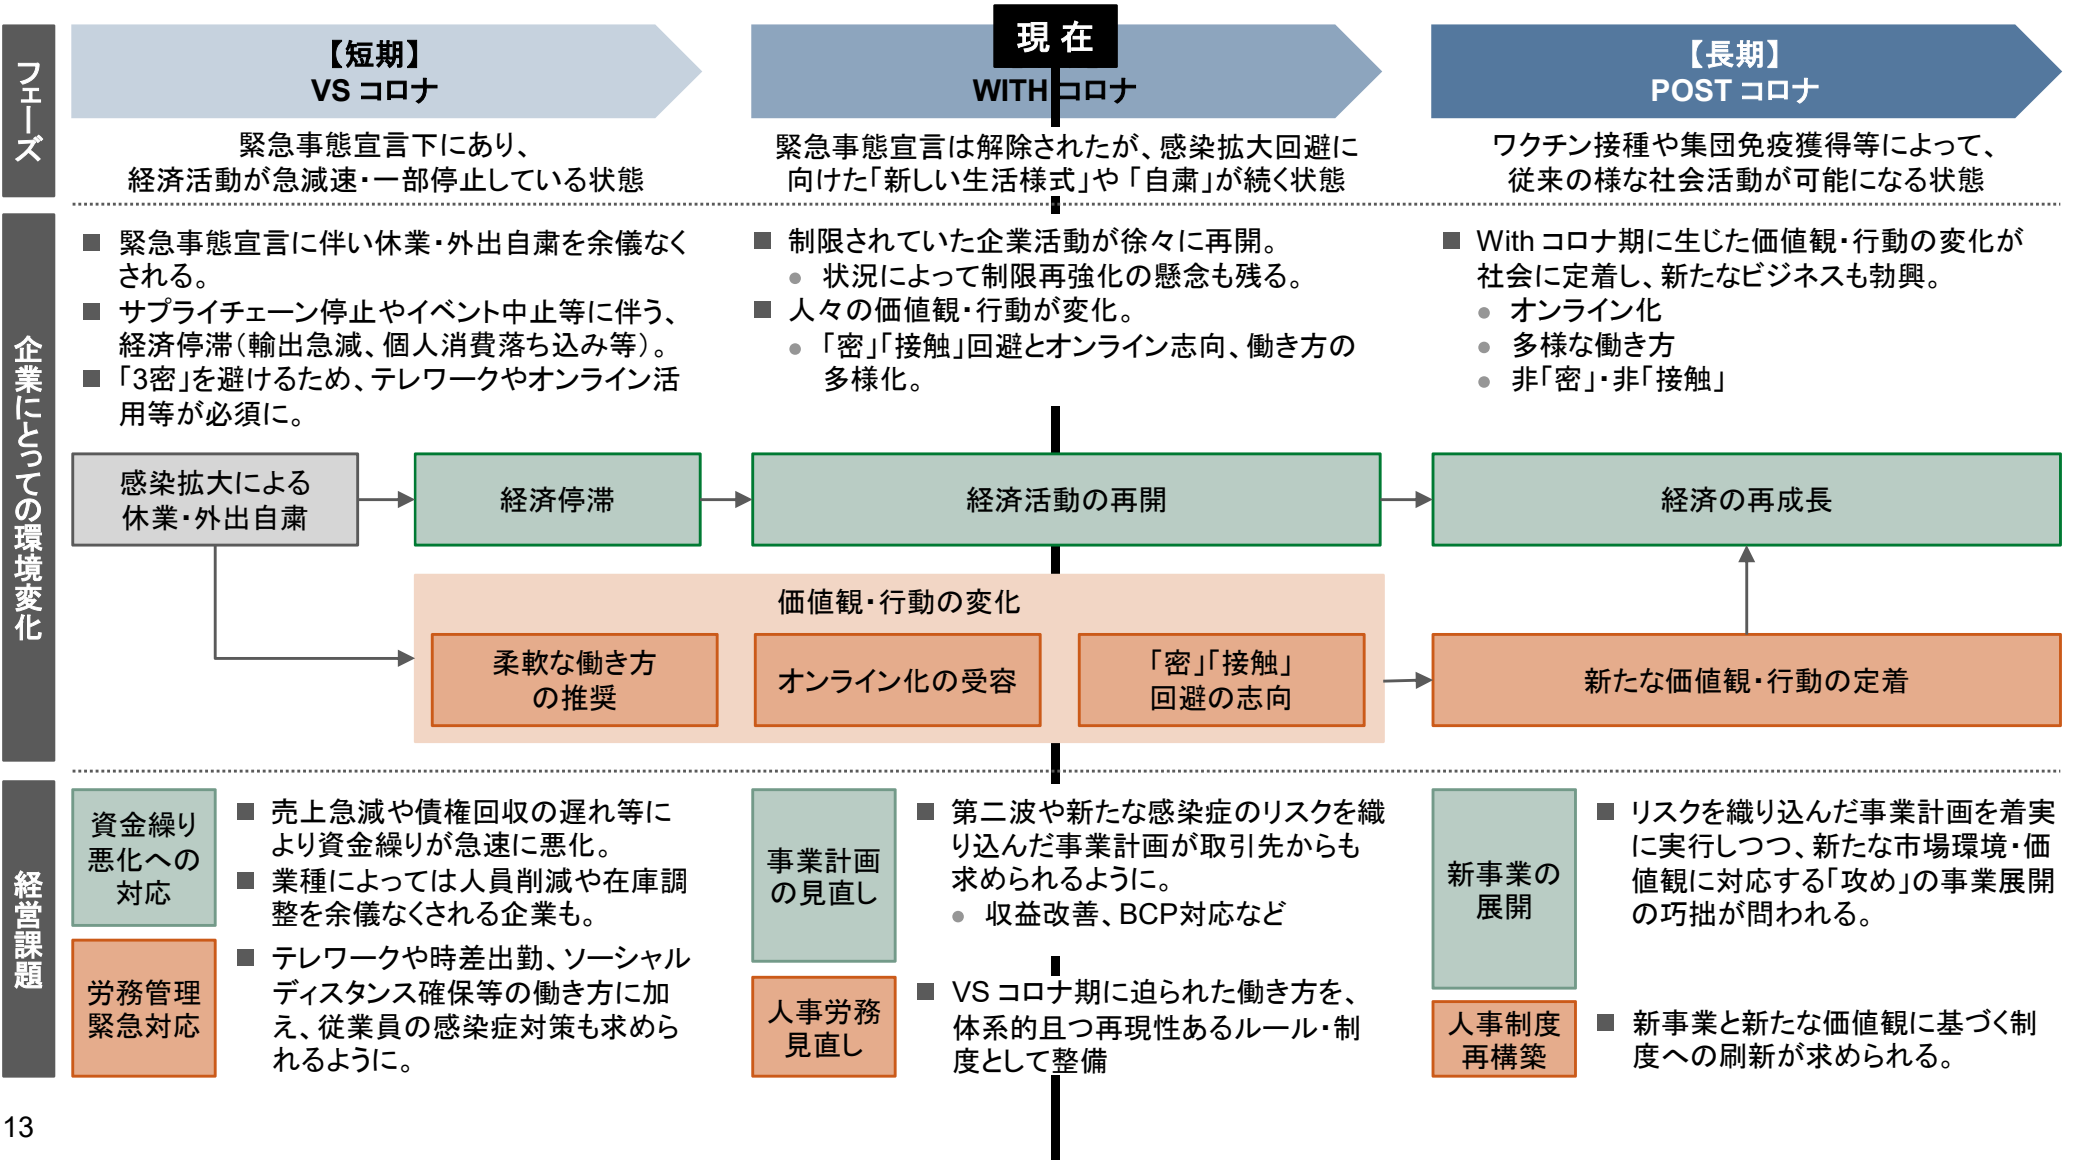 現 在
フェーズ
【短期】
VS コロナ
WITH コロナ
【長期】
POST コロナ
緊急事態宣言下にあり、
経済活動が急減速・一部停止している状態
緊急事態宣言は解除されたが、感染拡大回避に
向けた「新しい生活様式」や「自粛」が続く状態
ワクチン接種や集団免疫獲得等によって、
従来の様な社会活動が可能になる状態
企業にとっての環境変化
■ 緊急事態宣言に伴い休業・外出自粛を余儀なく
される。
■ サプライチェーン停止やイベント中止等に伴う、
経済停滞（輸出急減、個人消費落ち込み等）。
■ 「3密」を避けるため、テレワークやオンライン活
用等が必須に。
■ 制限されていた企業活動が徐々に再開。
● 状況によって制限再強化の懸念も残る。
■ 人々の価値観・行動が変化。
● 「密」「接触」回避とオンライン志向、働き方の
多様化。
■ With コロナ期に生じた価値観・行動の変化が
社会に定着し、新たなビジネスも勃興。
● オンライン化
● 多様な働き方
● 非「密」・非「接触」
感染拡大による
休業・外出自粛
経済停滞
経済活動の再開
経済の再成長
価値観・行動の変化
柔軟な働き方
の推奨
オンライン化の受容
「密」「接触」
回避の志向
新たな価値観・行動の定着
経営課題
資金繰り
悪化への
対応
■ 売上急減や債権回収の遅れ等に
より資金繰りが急速に悪化。
■ 業種によっては人員削減や在庫調
整を余儀なくされる企業も。
労務管理
緊急対応
■ テレワークや時差出勤、ソーシャル
ディスタンス確保等の働き方に加
え、従業員の感染症対策も求めら
れるように。
事業計画
の見直し
■ 第二波や新たな感染症のリスクを織
り込んだ事業計画が取引先からも
求められるように。
● 収益改善、BCP対応など
人事労務
見直し
■ VS コロナ期に迫られた働き方を、
体系的且つ再現性あるルール・制
度として整備
新事業の
展開
■ リスクを織り込んだ事業計画を着実
に実行しつつ、新たな市場環境・価
値観に対応する「攻め」の事業展開
の巧拙が問われる。
人事制度
再構築
■ 新事業と新たな価値観に基づく制
度への刷新が求められる。
13